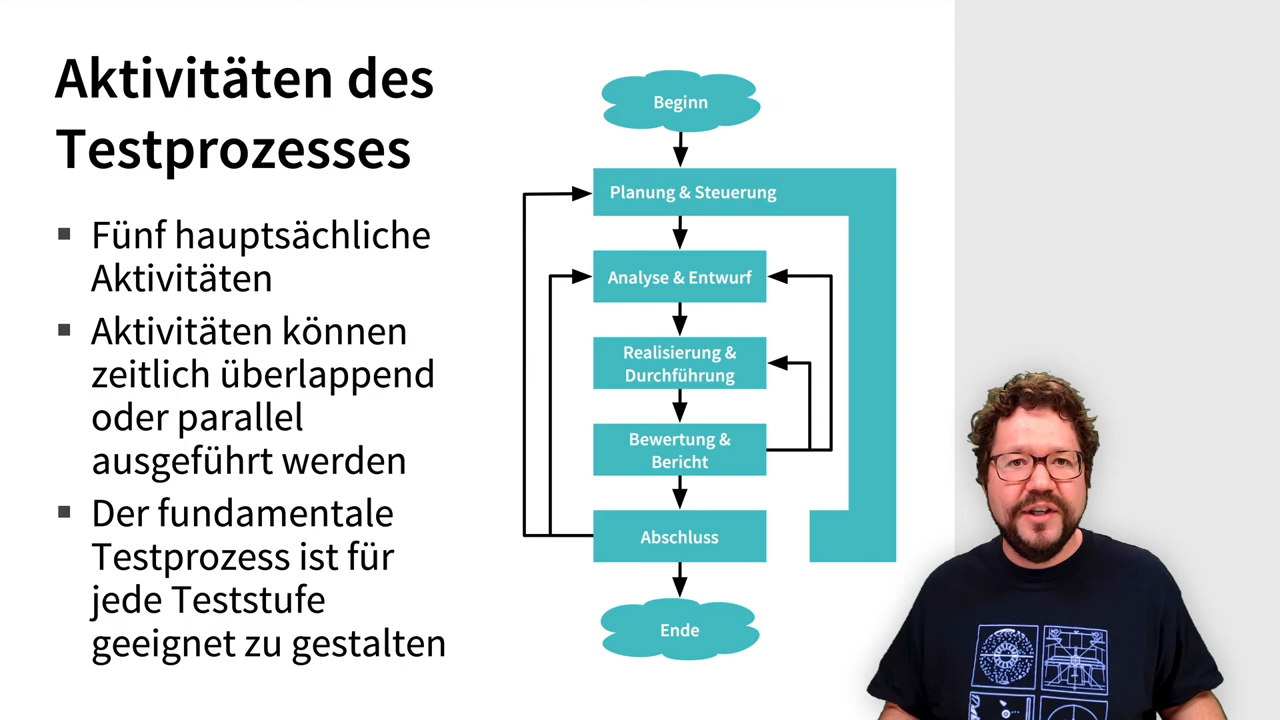 Aktivitäten des
Testprozesses
▪ Fünf hauptsächliche
Aktivitäten
▪ Aktivitäten können
zeitlich überlappend
oder parallel
ausgeführt werden
▪ Der fundamentale
Testprozess ist für
jede Teststufe
geeignet zu gestalten
Beginn
Planung & Steuerung
Analyse & Entwurf
Realisierung &
Durchführung
Bewertung &
Bericht
Abschluss
Ende